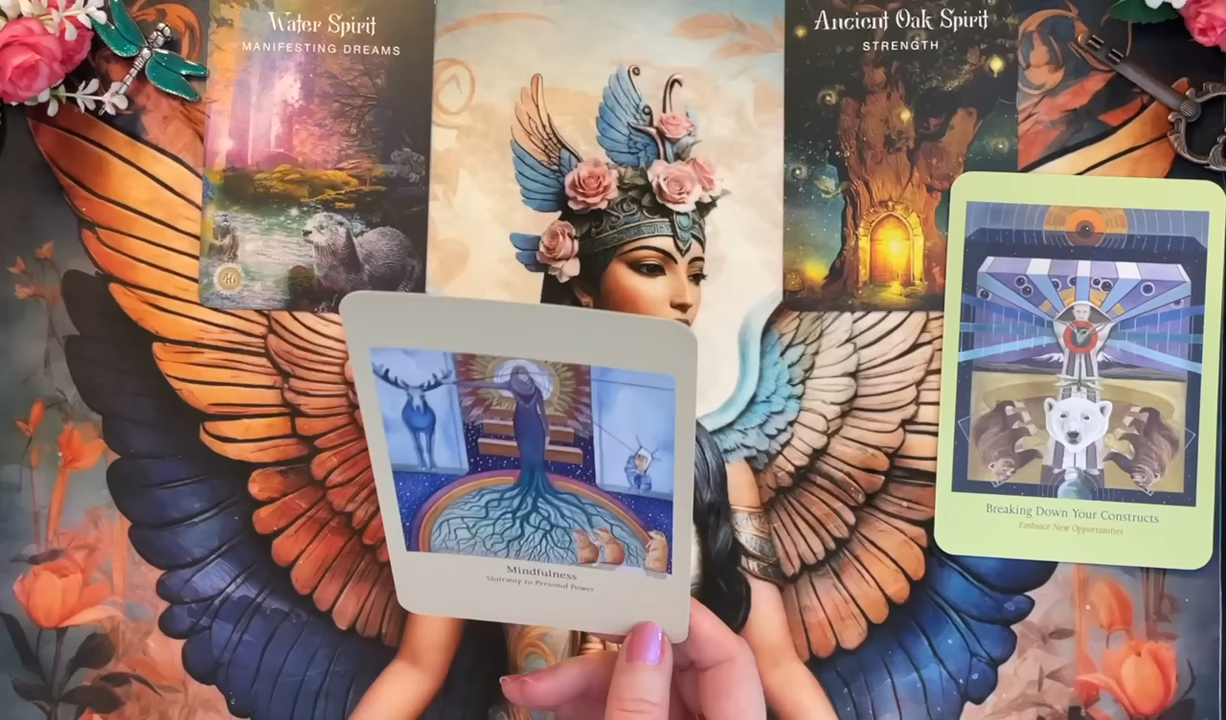 Water Spirit
MANIFESTING DREAMS
Ancient Oak Spirit
STRENGTH
Breaking Down Your Constructs
Embrace New Opportunities
Mindfulness
Stairway to Personal Power